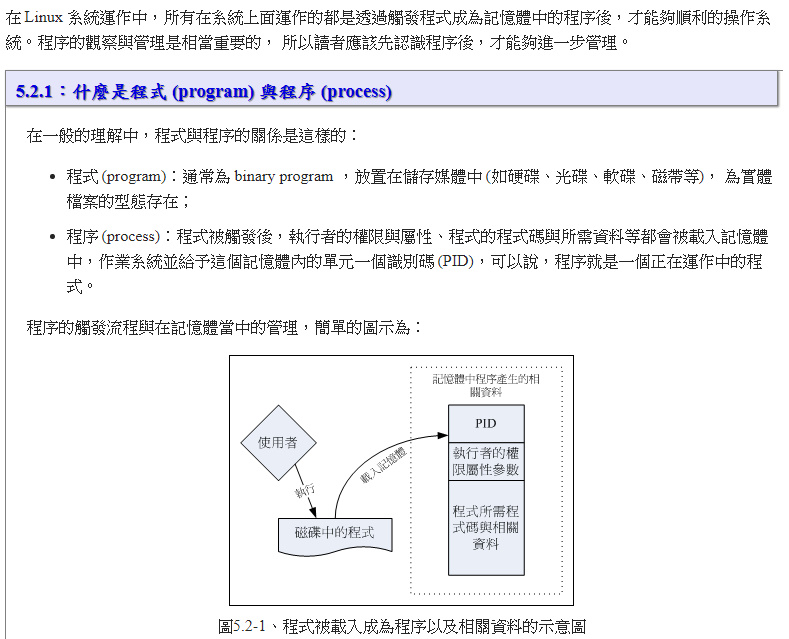 在 Linux 系統運作中，所有在系統上面運作的都是透過觸發程式成為記憶體中的程序後，才能夠順利的操作系
統。程序的觀察與管理是相當重要的， 所以讀者應該先認識程序後，才能夠進一步管理。
5.2.1：什麼是程式 (program) 與程序 (process)
在一般的理解中，程式與程序的關係是這樣的：
• 程式 (program)：通常為 binary program ，放置在儲存媒體中 (如硬碟、光碟、軟碟、磁帶等)， 為實體
檔案的型態存在；
• 程序 (process)：程式被觸發後，執行者的權限與屬性、程式的程式碼與所需資料等都會被載入記憶體
中，作業系統並給予這個記憶體內的單元一個識別碼 (PID)，可以說，程序就是一個正在運作中的程
式。
程序的觸發流程與在記憶體當中的管理，簡單的圖示為：
記憶體中程序產生的相
關資料
使用者
執行
磁碟中的程式
載入記憶體
PID
執行者的權
限屬性參數
程式所需程
式碼與相關
資料
圖5.2-1、程式被載入成為程序以及相關資料的示意圖